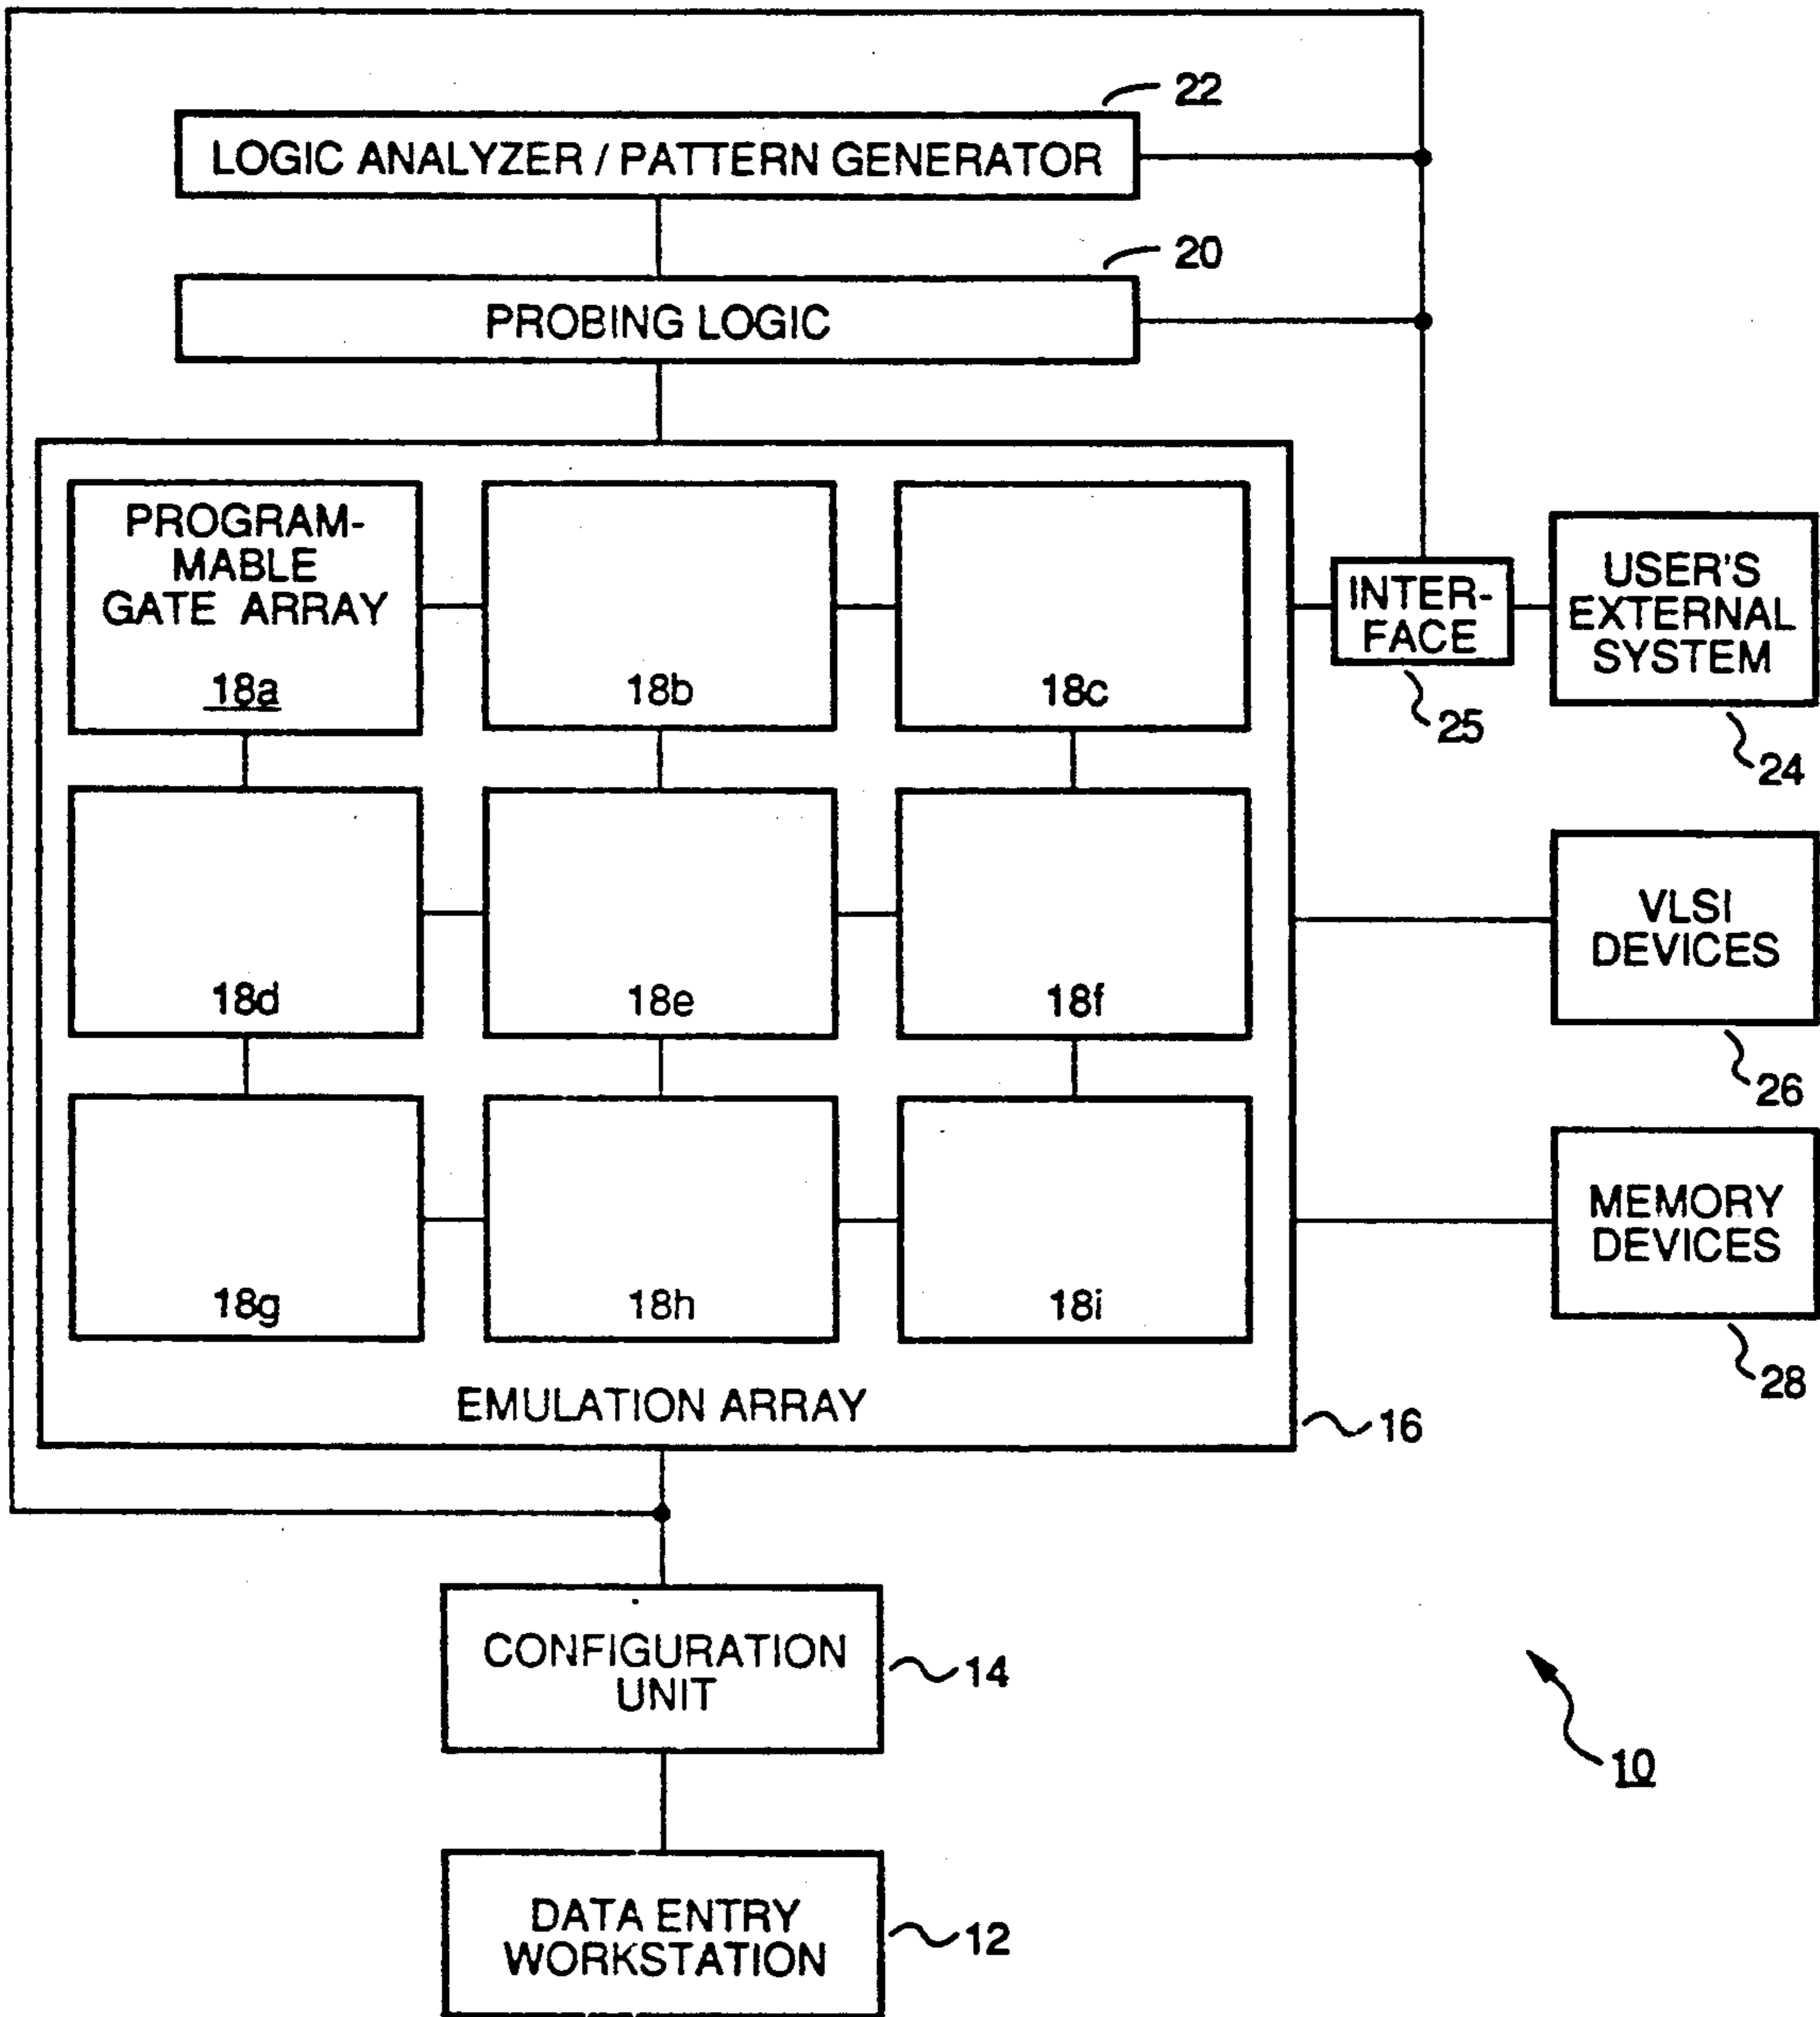 22
LOGIC ANALYZER / PATTERN GENERATOR
20
PROBING LOGIC
PROGRAM-
MABLE
GATE ARRAY
18a
18b
18c
INTER-
FACE
25
USER'S
EXTERNAL
SYSTEM
24
18d
18e
18f
VLSI
DEVICES
26
18g
18h
18i
MEMORY
DEVICES
28
EMULATION ARRAY
16
CONFIGURATION
UNIT
14
10
DATA ENTRY
WORKSTATION
12